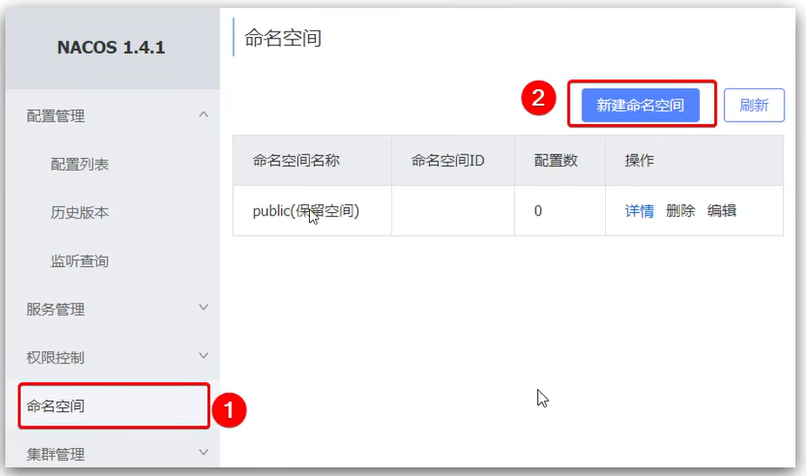 NACOS 1.4.1
配置管理
配置列表
历史版本
监听查询
服务管理
权限控制
命名空间
1
集群管理
命名空间
2
新建命名空间 刷新
命名空间名称 命名空间ID 配置数 操作
public(保留空间) 0 详情 删除 编辑